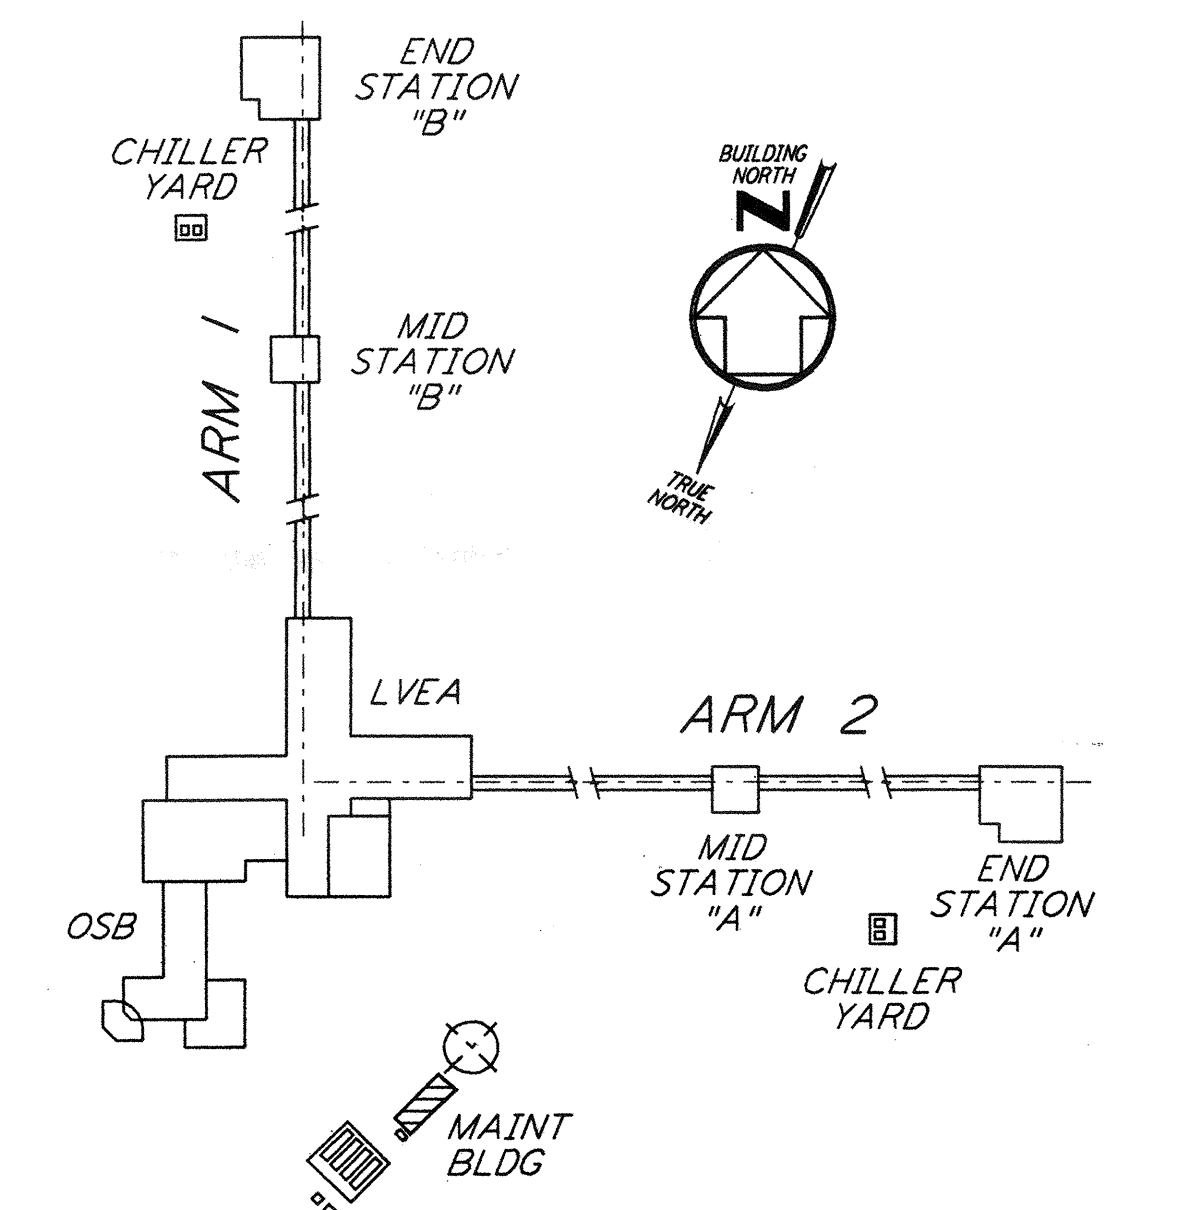 END
STATION
"B"
CHILLER
YARD
BUILDING
NORTH
N
MID
STATION
"B"
ARM 1
TRUE
NORTH
LVEA
ARM 2
MID
STATION
"A"
END
STATION
"A"
OSB
CHILLER
YARD
MAINT
BLDG